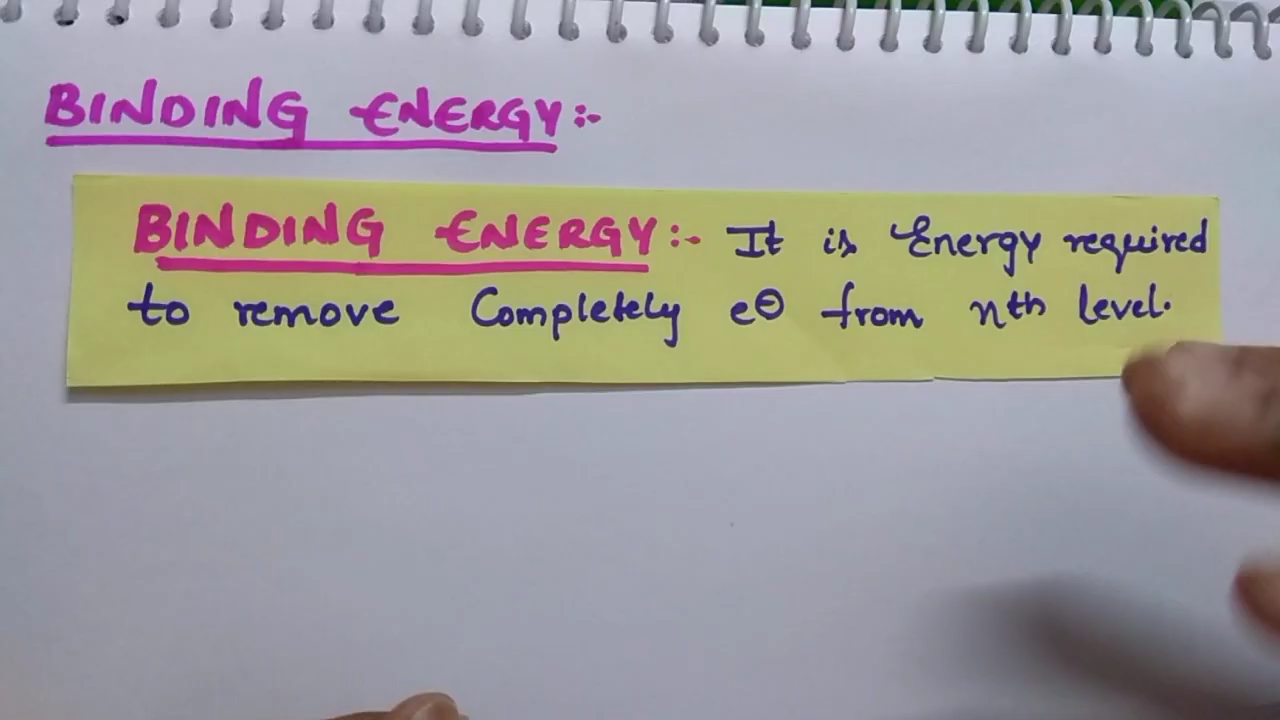 BINDING ENERGY:-
BINDING ENERGY:- It is Energy required
to remove Completely e⊖ from nth level.